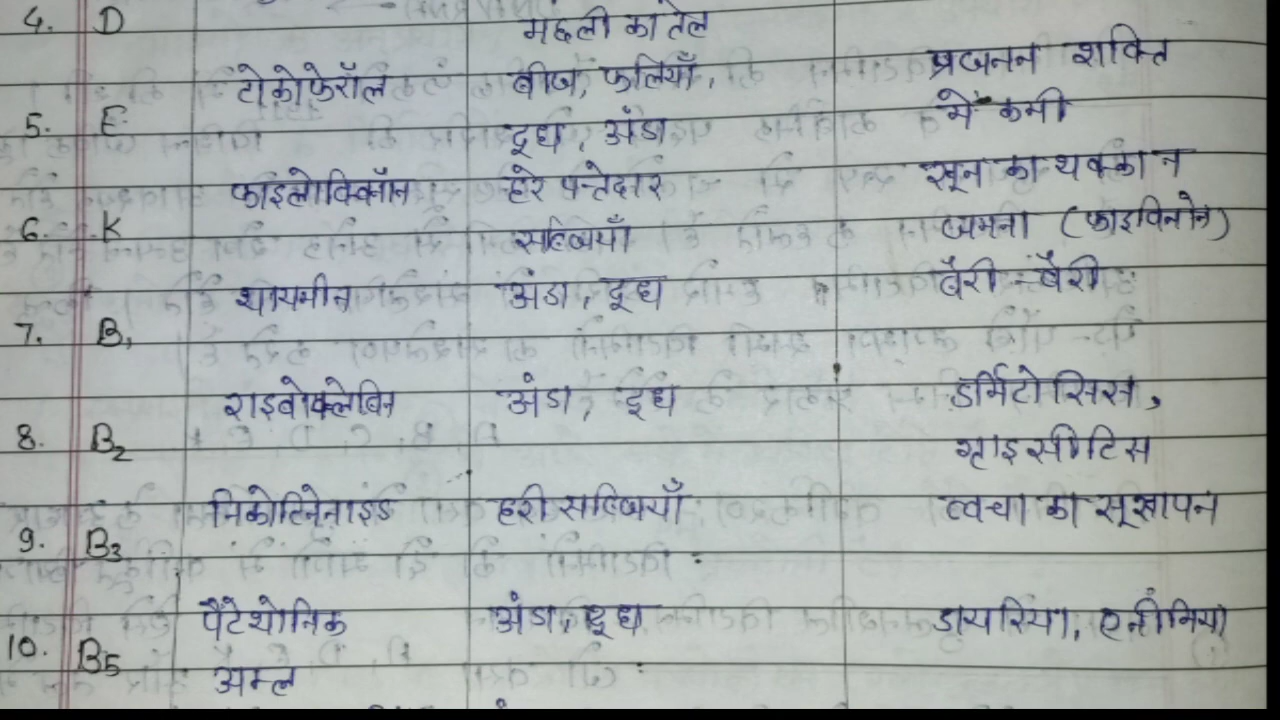 4. D मछली का तेल
टोकोफेरॉल बीज, फलियाँ, प्रजनन शक्ति
5. E. दूध, अंडा में कमी
फाइलोक्विनॉन हरे पत्तेदार खून का थक्का न
6. K सब्जियाँ जमना (फाइब्रिनोन)
थायमीन अंडा, दूध बैरी-बैरी
7. B₁
राइबोफ्लेविन अंडा, दूध डर्मिटोसिस,
8. B₂
निकोटिनेनाइड हरी सब्जियाँ त्वचा का सूखापन
9. B₃
पैंटेथोनिक अंडा, दूध डायरिया, एनीमिया
10. B5 अम्ल